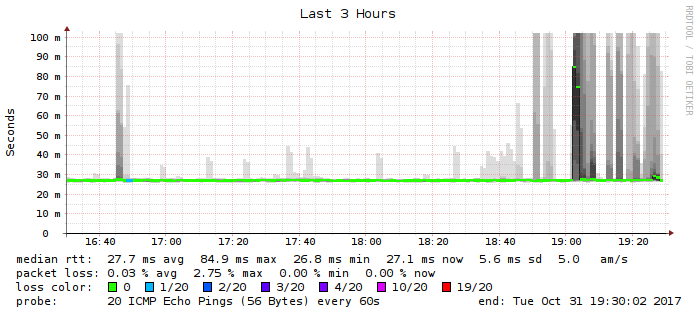 Last 3 Hours
RRDTOOL / TOBI OETIKER
Seconds
100 m
90 m
80 m
70 m
60 m
50 m
40 m
30 m
20 m
10 m
0
16:40 17:00 17:20 17:40 18:00 18:20 18:40 19:00 19:20
median rtt: 27.7 ms avg 84.9 ms max 26.8 ms min 27.1 ms now 5.6 ms sd 5.0 am/s
packet loss: 0.03 % avg 2.75 % max 0.00 % min 0.00 % now
loss color: 0 1/20 2/20 3/20 4/20 10/20 19/20
probe: 20 ICMP Echo Pings (56 Bytes) every 60s end: Tue Oct 31 19:30:02 2017